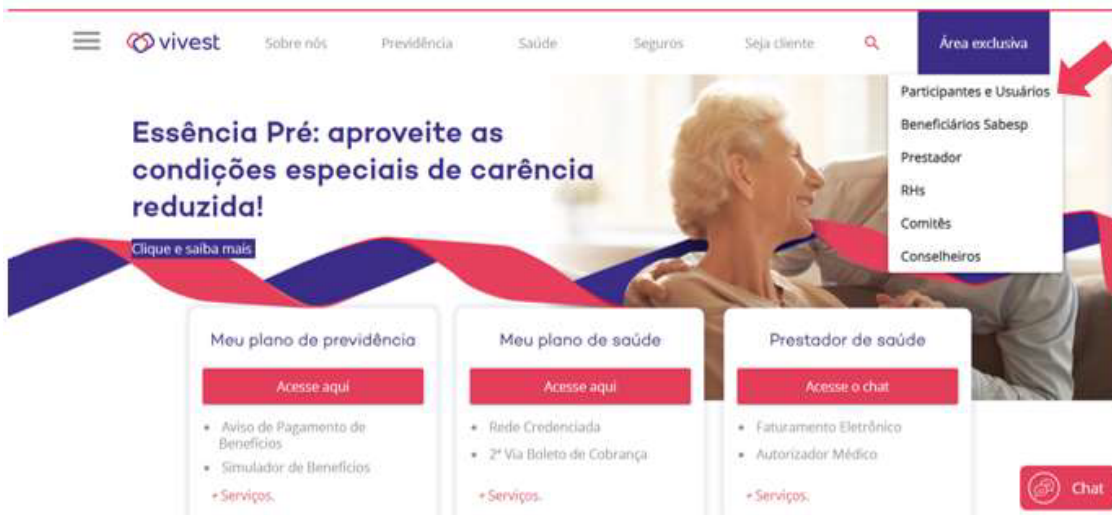 vivest
Sobre nós
Previdência
Saúde
Seguros
Seja cliente
Área exclusiva
Participantes e Usuários
Beneficiários Sabesp
Prestador
RHs
Comitês
Conselheiros
Essência Pré: aproveite as
condições especiais de carência
reduzida!
Clique e saiba mais
Meu plano de previdência
Acesse aqui
• Aviso de Pagamento de
Benefícios
• Simulador de Benefícios
+ Serviços.
Meu plano de saúde
Acesse aqui
• Rede Credenciada
• 2ª Via Boleto de Cobrança
+ Serviços.
Prestador de saúde
Acesse o chat
• Faturamento Eletrônico
• Autorizador Médico
+ Serviços.
Chat